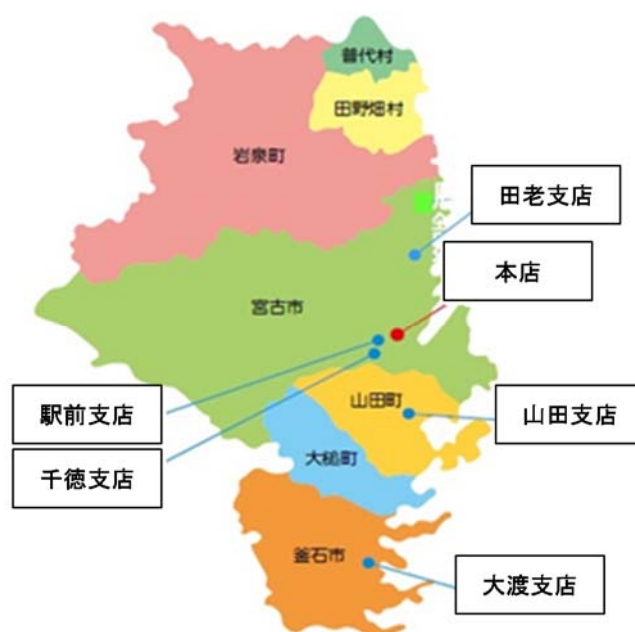 普代村
田野畑村
岩泉町
田老支店
本店
宮古市
駅前支店
山田町
山田支店
千徳支店
大槌町
釜石市
大渡支店